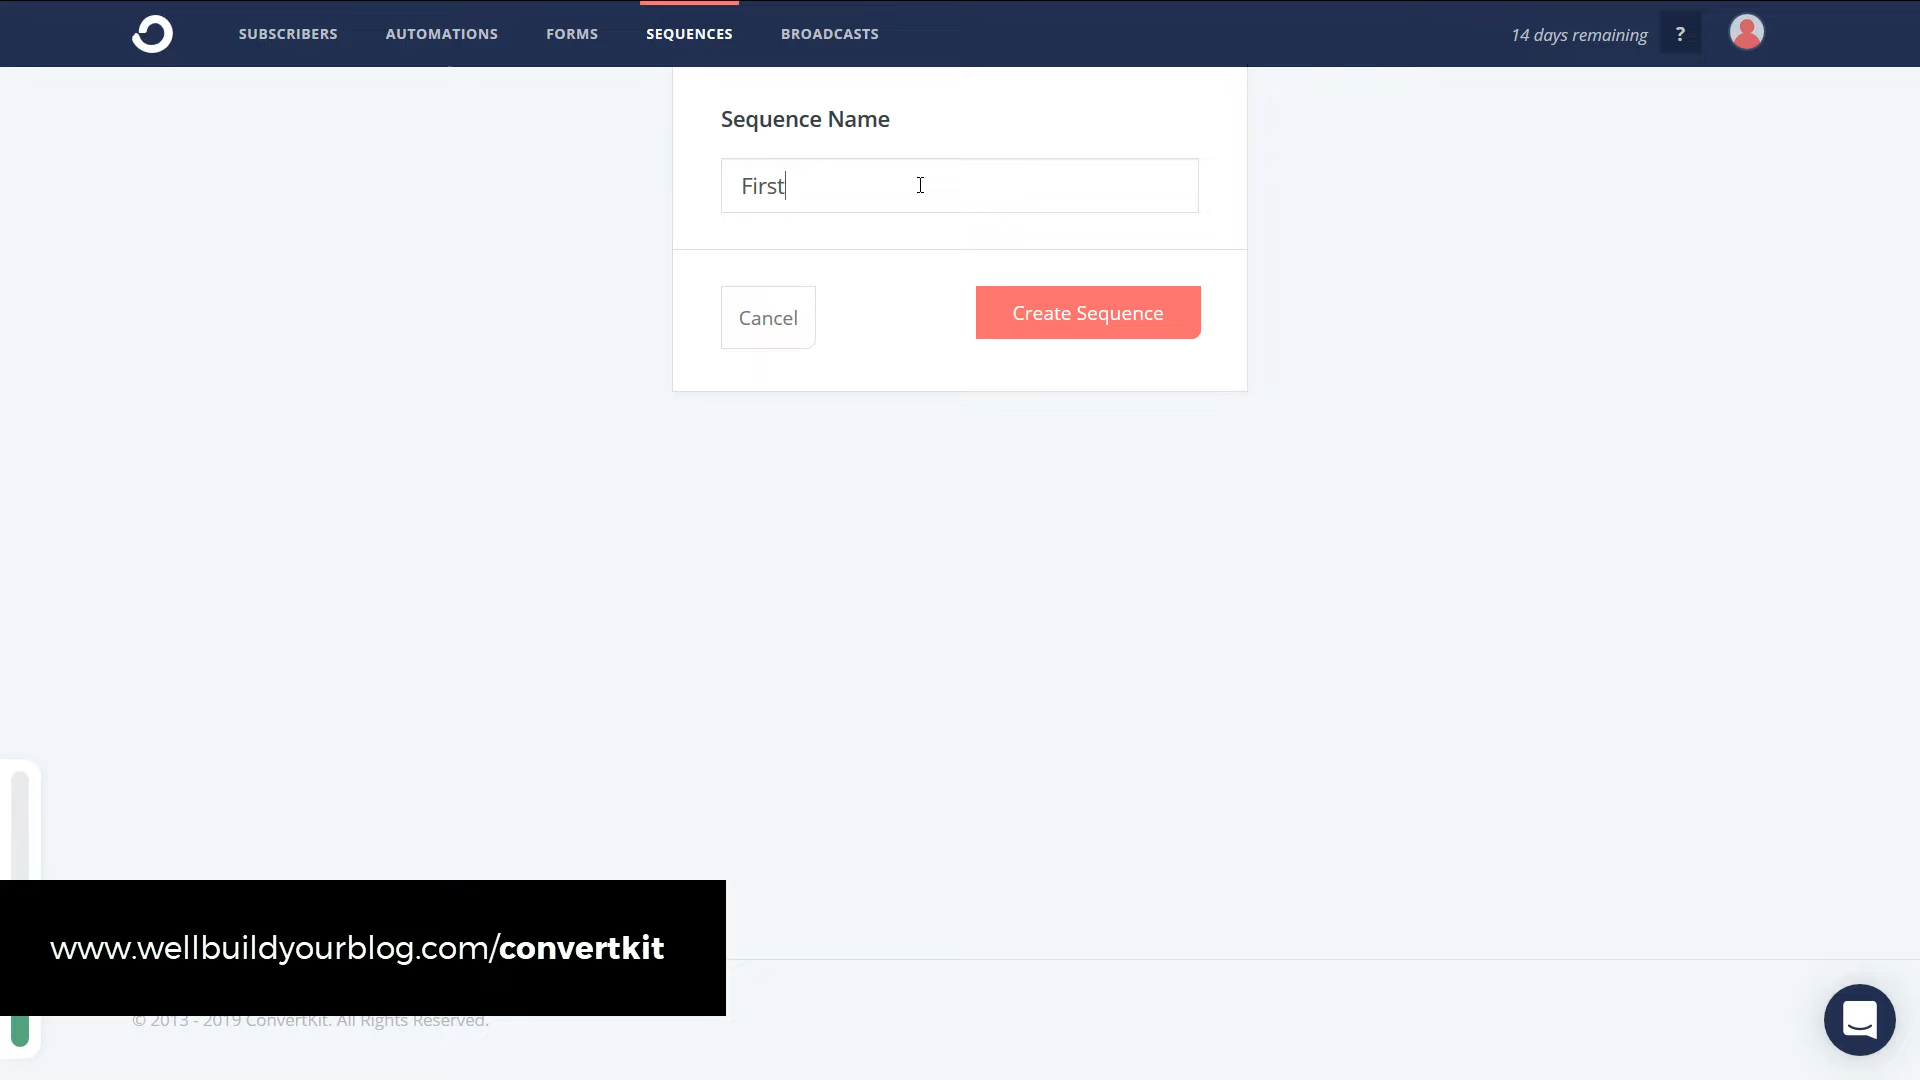 SUBSCRIBERS AUTOMATIONS FORMS SEQUENCES BROADCASTS 14 days remaining ?
Sequence Name
First
Cancel Create Sequence
www.wellbuildyourblog.com/convertkit
© 2013 - 2019 ConvertKit. All Rights Reserved.